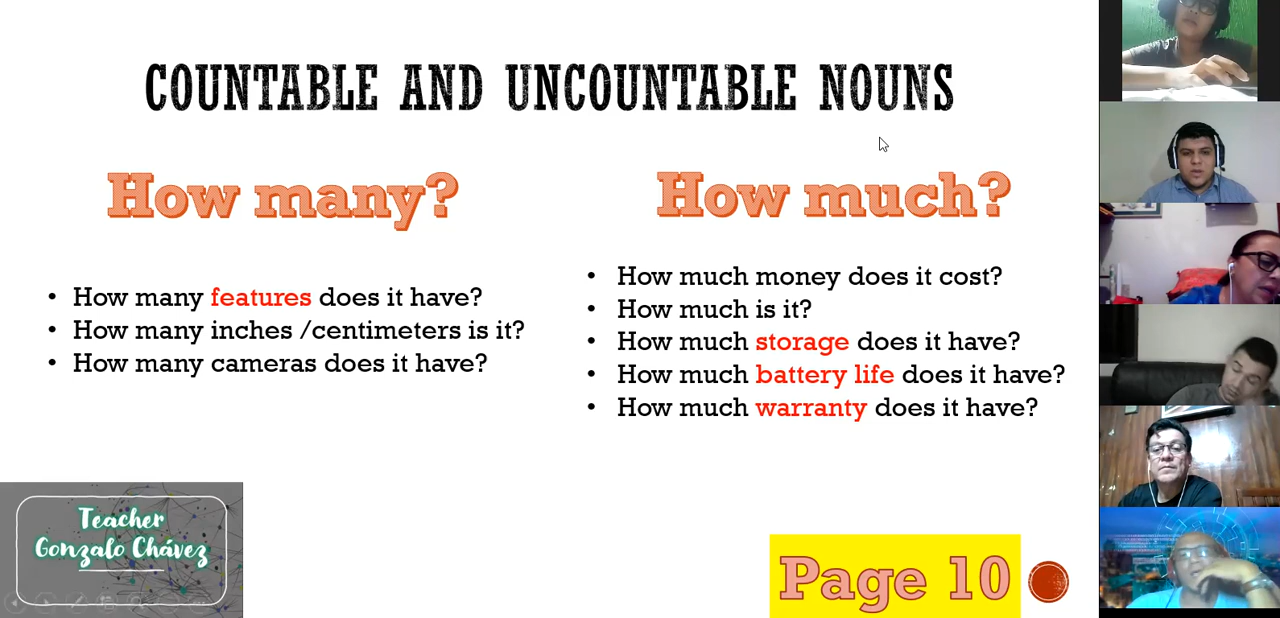 COUNTABLE AND UNCOUNTABLE NOUNS
How many?
• How many features does it have?
• How many inches /centimeters is it?
• How many cameras does it have?
How much?
• How much money does it cost?
• How much is it?
• How much storage does it have?
• How much battery life does it have?
• How much warranty does it have?
Teacher
Gonzalo Chávez
Page 10